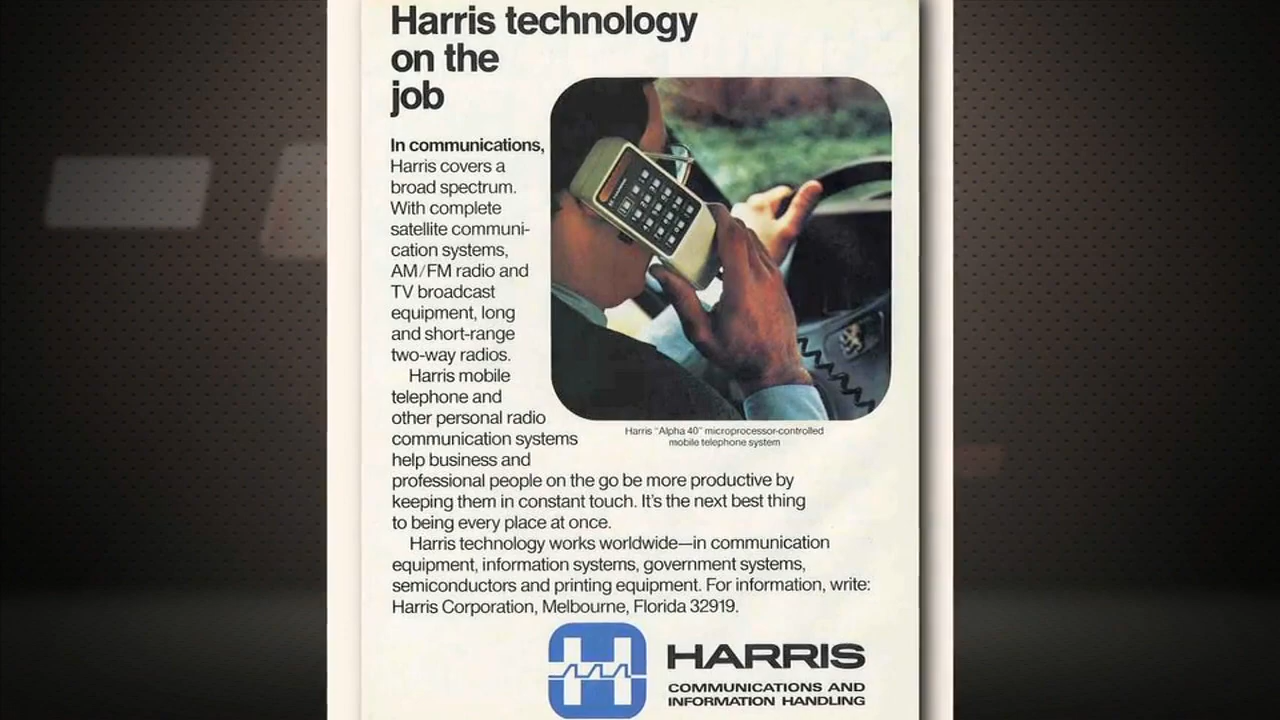 Harris technology
on the
job
In communications,
Harris covers a
broad spectrum.
With complete
satellite communi-
cation systems,
AM/FM radio and
TV broadcast
equipment, long
and short-range
two-way radios.
Harris mobile
telephone and
other personal radio
communication systems
help business and
professional people on the go be more productive by
keeping them in constant touch. It's the next best thing
to being every place at once.
Harris technology works worldwide—in communication
equipment, information systems, government systems,
semiconductors and printing equipment. For information, write:
Harris Corporation, Melbourne, Florida 32919.
Harris "Alpha 40" microprocessor-controlled
mobile telephone system
H
HARRIS
COMMUNICATIONS AND
INFORMATION HANDLING